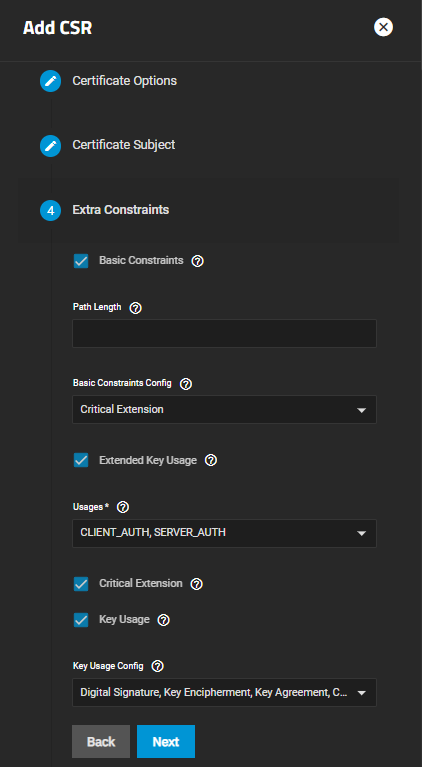 Add CSR
Certificate Options
Certificate Subject
4 Extra Constraints
Basic Constraints
Path Length
Basic Constraints Config
Critical Extension
Extended Key Usage
Usages *
CLIENT_AUTH, SERVER_AUTH
Critical Extension
Key Usage
Key Usage Config
Digital Signature, Key Encipherment, Key Agreement, C...
Back Next